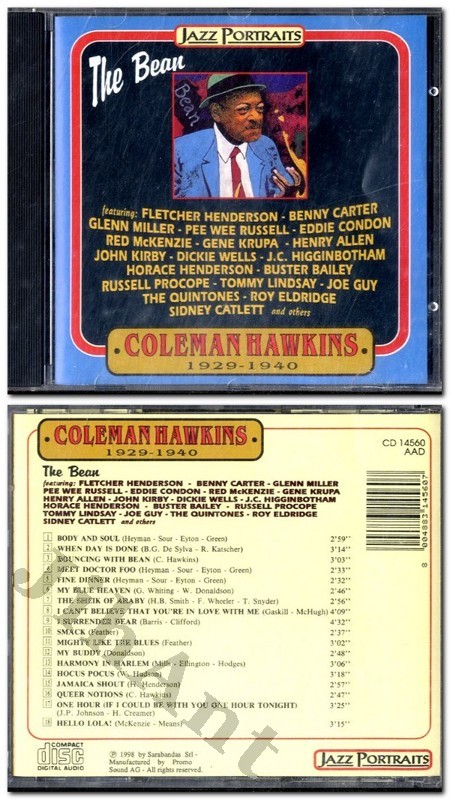 JAZZ PORTRAITS
The Bean
Bean
featuring: FLETCHER HENDERSON - BENNY CARTER
GLENN MILLER - PEE WEE RUSSELL - EDDIE CONDON
RED McKENZIE - GENE KRUPA - HENRY ALLEN
JOHN KIRBY - DICKIE WELLS - J.C. HIGGINBOTHAM
HORACE HENDERSON - BUSTER BAILEY
RUSSELL PROCOPE - TOMMY LINDSAY - JOE GUY
THE QUINTONES - ROY ELDRIDGE
SIDNEY CATLETT and others
COLEMAN HAWKINS
1929-1940
COLEMAN HAWKINS
1929-1940
CD 14560
AAD
The Bean
featuring: FLETCHER HENDERSON - BENNY CARTER - GLENN MILLER
PEE WEE RUSSELL - EDDIE CONDON - RED McKENZIE - GENE KRUPA
HENRY ALLEN - JOHN KIRBY - DICKIE WELLS - J.C. HIGGINBOTHAM
HORACE HENDERSON - BUSTER BAILEY - RUSSELL PROCOPE
TOMMY LINDSAY - JOE GUY - THE QUINTONES - ROY ELDRIDGE
SIDNEY CATLETT and others
8 004883 145607
1 BODY AND SOUL (Heyman - Sour - Eyton - Green) 2'59''
2 WHEN DAY IS DONE (B.G. De Sylva - R. Katscher) 3'14''
3 BOUNCING WITH BEAN (C. Hawkins) 3'03''
4 MEET DOCTOR FOO (Heyman - Sour - Eyton - Green) 2'33''
5 FINE DINNER (Heyman - Sour - Eyton - Green) 2'32''
6 MY BLUE HEAVEN (G. Whiting - W. Donaldson) 2'46''
7 THE SHEIK OF ARABY (H.B. Smith - F. Wheeler - T. Snyder) 2'56''
8 I CAN'T BELIEVE THAT YOU'RE IN LOVE WITH ME (Gaskill - McHugh) 4'09''
9 I SURRENDER GEAR (Barris - Clifford) 4'32''
10 SMACK (Feather) 2'37''
11 MIGHTY LIKE THE BLUES (Feather) 3'02''
12 MY BUDDY (Donaldson) 2'48''
13 HARMONY IN HARLEM (Mills - Ellington - Hodges) 3'06''
14 HOCUS POCUS (W. Hudson) 3'18''
15 JAMAICA SHOUT (H. Henderson) 2'57''
16 QUEER NOTIONS (C. Hawkins) 2'47''
17 ONE HOUR (IF I COULD BE WITH YOU ONE HOUR TONIGHT) 3'25''
(J.P. Johnson - H. Creamer)
18 HELLO LOLA! (McKenzie - Means) 3'15''
COMPACT
disc
DIGITAL AUDIO
℗ 1998 by Sarabandas Srl -
Manufactured by Promo
Sound AG - All rights reserved.
JAZZ PORTRAITS